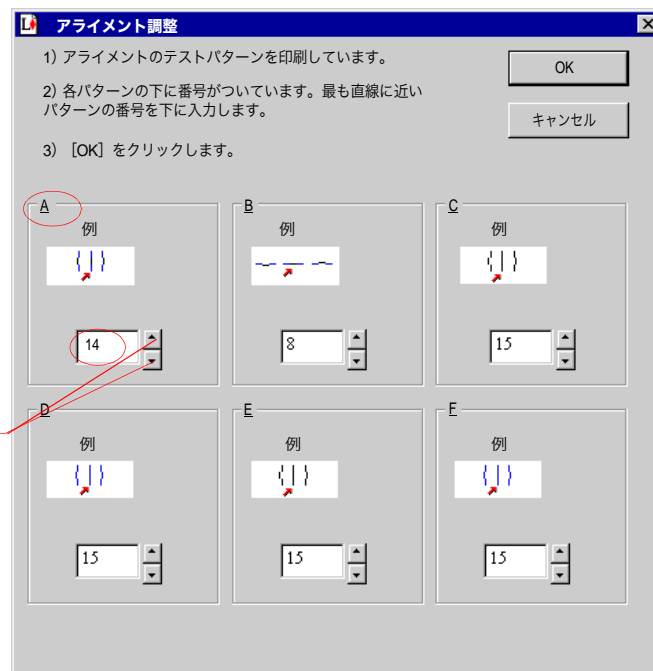 アライメント調整
1) アライメントのテストパターンを印刷しています。
OK
2) 各パターンの下に番号がついています。最も直線に近い
パターンの番号を下に入力します。
キャンセル
3) [OK] をクリックします。
A
B
C
例
例
例
14
8
15
D
E
F
例
例
例
15
15
15